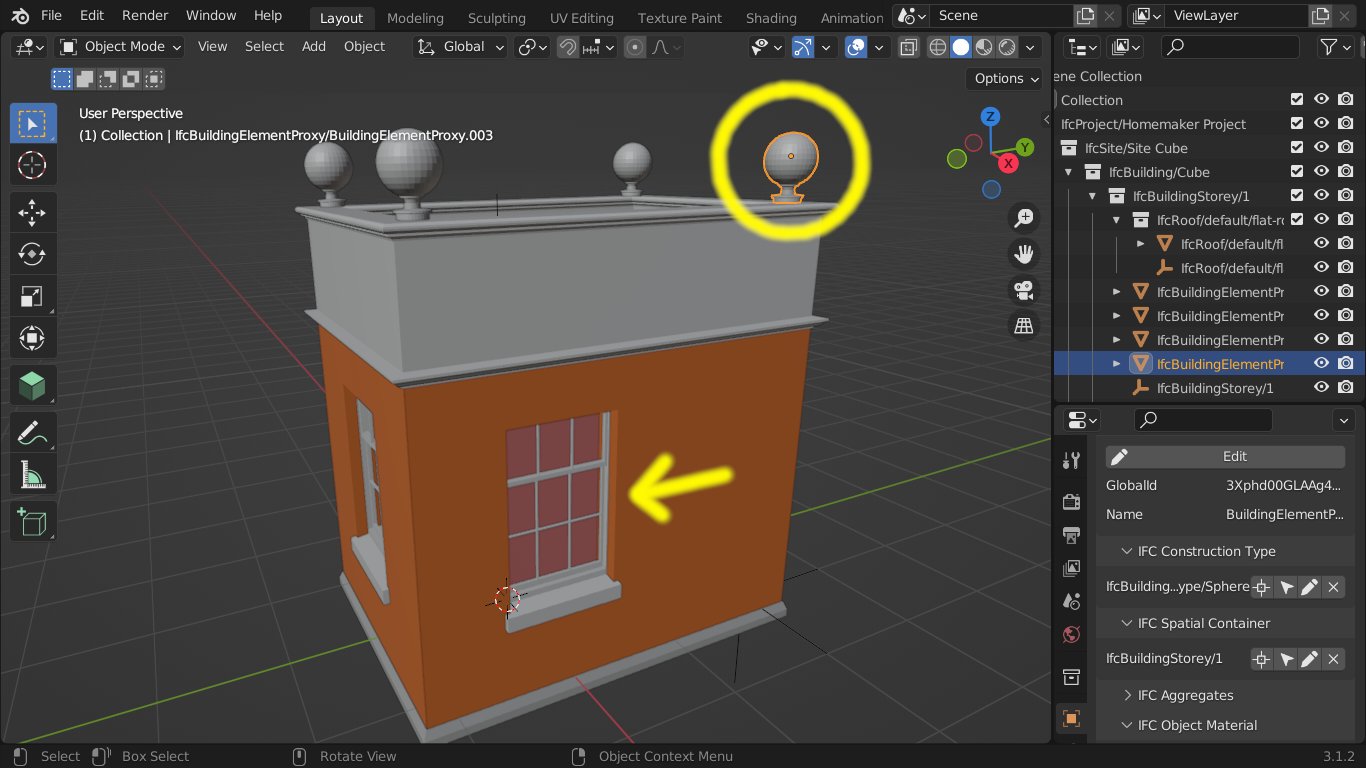 File Edit Render Window Help Layout Modeling Sculpting UV Editing Texture Paint Shading Animation Scene ViewLayer
Object Mode View Select Add Object Global
Options
User Perspective
(1) Collection | IfcBuildingElementProxy/BuildingElementProxy.003
Z
Y
X
ene Collection
Collection
IfcProject/Homemaker Project
IfcSite/Site Cube
IfcBuilding/Cube
IfcBuildingStorey/1
IfcRoof/default/flat-ro
IfcRoof/default/fl
IfcRoof/default/fl
IfcBuildingElementPr
IfcBuildingElementPr
IfcBuildingElementPr
IfcBuildingElementPr
IfcBuildingStorey/1
Edit
GlobalId 3Xphd00GLAAg4...
Name BuildingElementP...
IFC Construction Type
IfcBuilding...ype/Sphere
IFC Spatial Container
IfcBuildingStorey/1
IFC Aggregates
IFC Object Material
Select Box Select Rotate View Object Context Menu 3.1.2